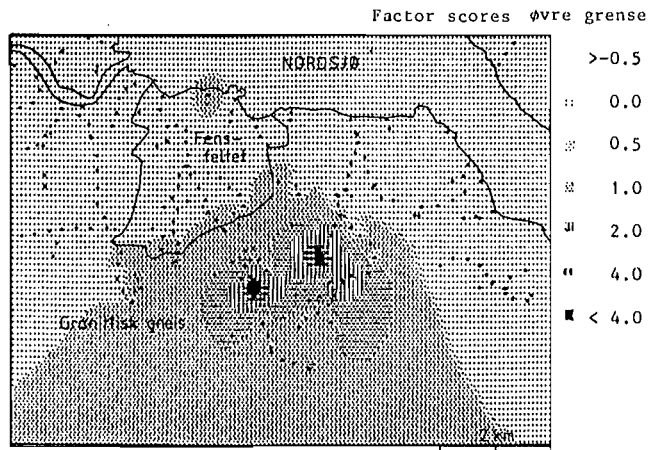 Factor scores øvre grense
>-0.5
0.0
0.5
1.0
2.0
4.0
< 4.0
NORDSJØ
Fens-
feltet
Granittisk gneis
2 km